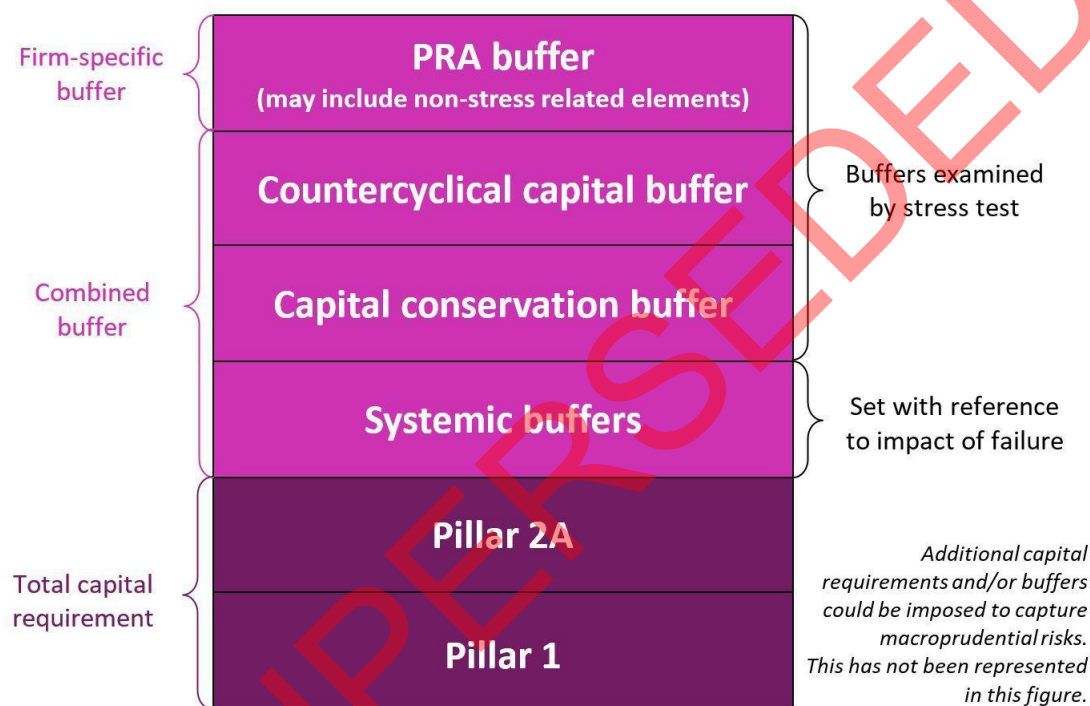 Firm-specific
buffer
PRA buffer
(may include non-stress related elements)
Countercyclical capital buffer
Buffers examined
by stress test
Combined
buffer
Capital conservation buffer
Systemic buffers
Set with reference
to impact of failure
Total capital
requirement
Pillar 2A
Pillar 1
Additional capital
requirements and/or buffers
could be imposed to capture
macroprudential risks.
This has not been represented
in this figure.
UPERSEDED